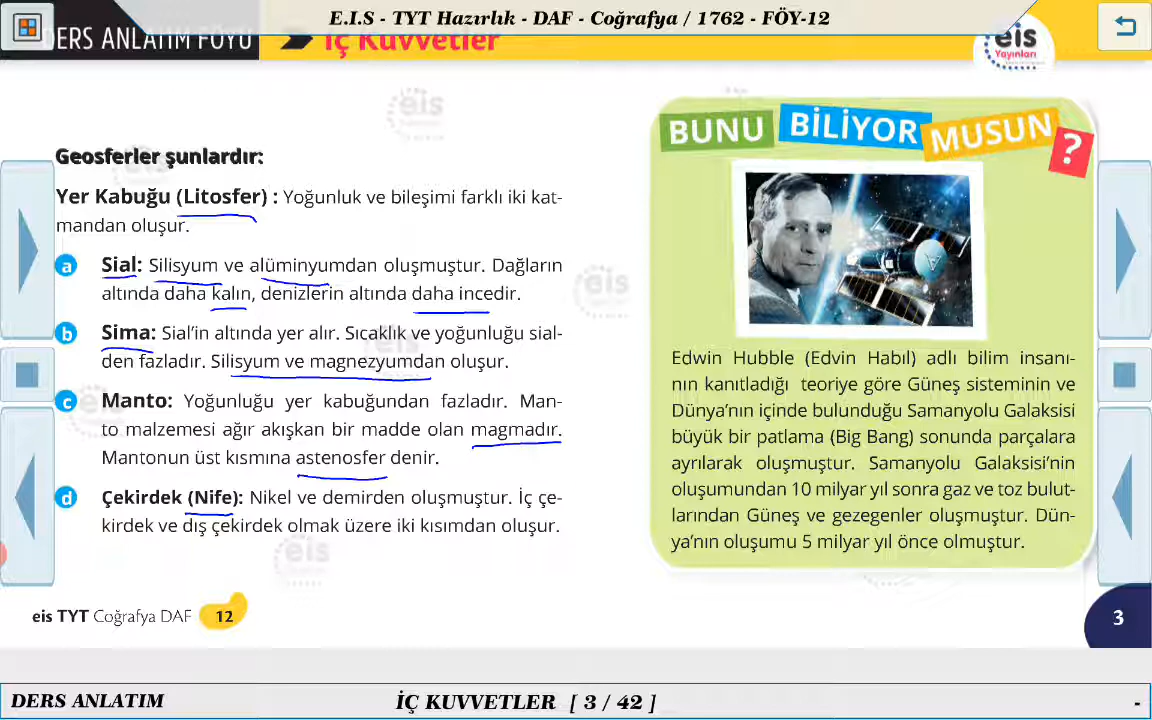 E.I.S - TYT Hazırlık - DAF - Coğrafya / 1762 - FÖY-12
DERS ANLATIM FÖYÜ
İç Kuvvetler
eis
Yayınları
Geosferler şunlardır:
Yer Kabuğu (Litosfer) : Yoğunluk ve bileşimi farklı iki kat-
mandan oluşur.
a Sial: Silisyum ve alüminyumdan oluşmuştur. Dağların
altında daha kalın, denizlerin altında daha incedir.
b Sima: Sial’in altında yer alır. Sıcaklık ve yoğunluğu sial-
den fazladır. Silisyum ve magnezyumdan oluşur.
c Manto: Yoğunluğu yer kabuğundan fazladır. Man-
to malzemesi ağır akışkan bir madde olan magmadır.
Mantonun üst kısmına astenosfer denir.
d Çekirdek (Nife): Nikel ve demirden oluşmuştur. İç çe-
kirdek ve dış çekirdek olmak üzere iki kısımdan oluşur.
BUNU BİLİYOR MUSUN ?
Edwin Hubble (Edvin Habıl) adlı bilim insanı-
nın kanıtladığı teoriye göre Güneş sisteminin ve
Dünya’nın içinde bulunduğu Samanyolu Galaksisi
büyük bir patlama (Big Bang) sonunda parçalara
ayrılarak oluşmuştur. Samanyolu Galaksisi’nin
oluşumundan 10 milyar yıl sonra gaz ve toz bulut-
larından Güneş ve gezegenler oluşmuştur. Dün-
ya’nın oluşumu 5 milyar yıl önce olmuştur.
eis TYT Coğrafya DAF 12
3
DERS ANLATIM
İÇ KUVVETLER [ 3 / 42 ]
-